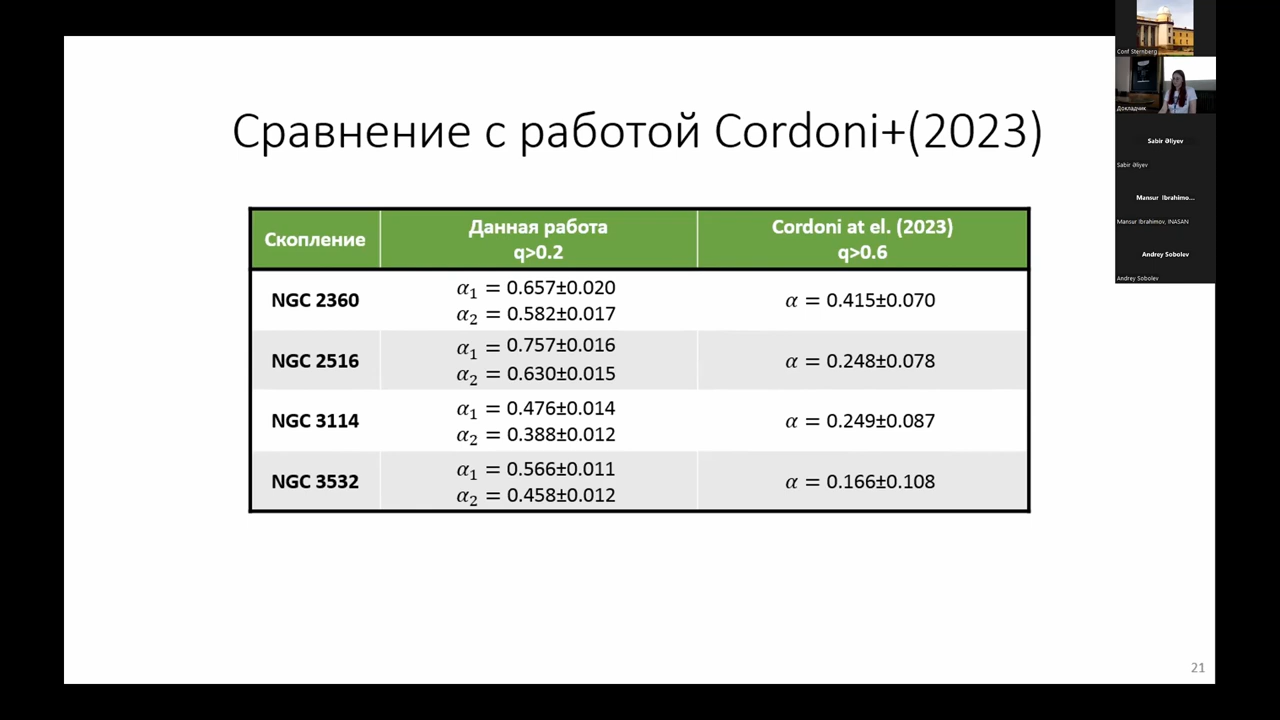 Сравнение с работой Cordoni+(2023)
Скопление
Данная работа
q>0.2
Cordoni at el. (2023)
q>0.6
NGC 2360
α₁ = 0.657±0.020
α₂ = 0.582±0.017
α = 0.415±0.070
NGC 2516
α₁ = 0.757±0.016
α₂ = 0.630±0.015
α = 0.248±0.078
NGC 3114
α₁ = 0.476±0.014
α₂ = 0.388±0.012
α = 0.249±0.087
NGC 3532
α₁ = 0.566±0.011
α₂ = 0.458±0.012
α = 0.166±0.108
21
Conf Sternberg
Докладчик
Sabir Əliyev
Sabir Əliyev
Mansur Ibrahimo...
Mansur Ibrahimov, INASAN
Andrey Sobolev
Andrey Sobolev